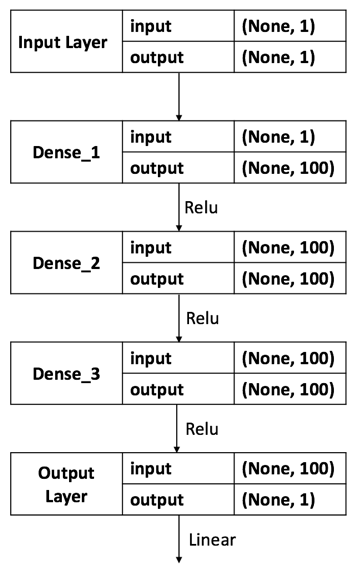 Input Layer
input (None, 1)
output (None, 1)
Dense_1
input (None, 1)
output (None, 100)
Relu
Dense_2
input (None, 100)
output (None, 100)
Relu
Dense_3
input (None, 100)
output (None, 100)
Relu
Output
Layer
input (None, 100)
output (None, 1)
Linear